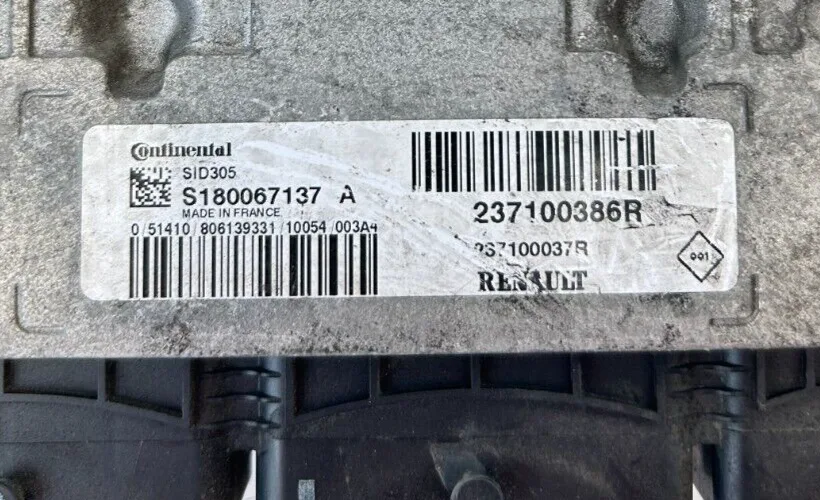 Continental
SID305
S180067137 A
MADE IN FRANCE
0/51410/806139331/10054/003A4
237100386R
237100037R
RENAULT
001